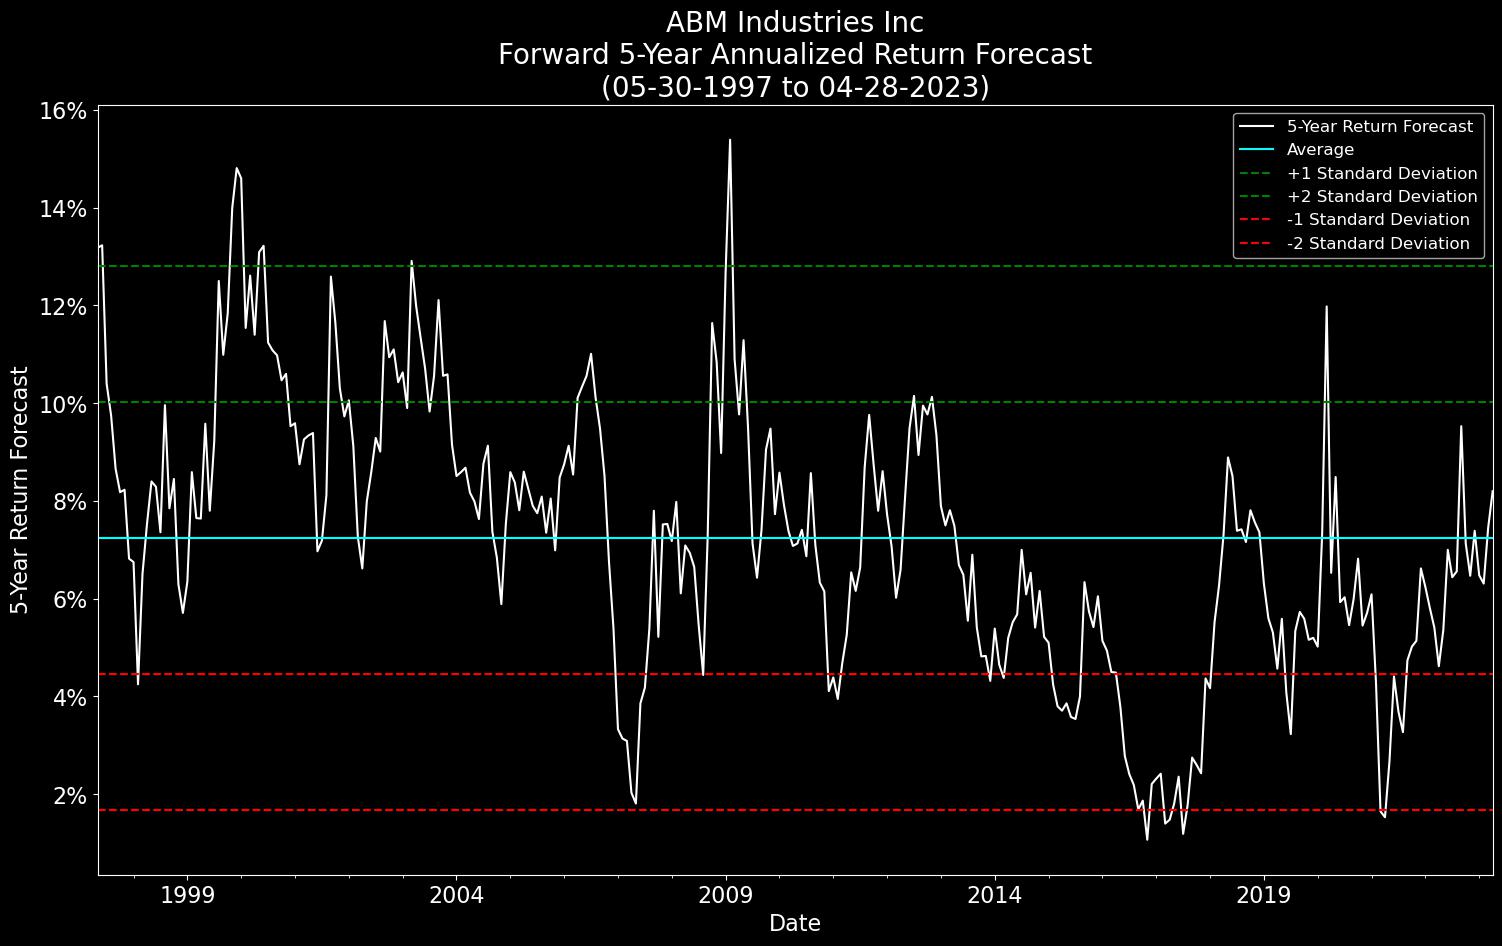 ABM Industries Inc
Forward 5-Year Annualized Return Forecast
(05-30-1997 to 04-28-2023)
16%
14%
12%
10%
8%
6%
4%
2%
5-Year Return Forecast
5-Year Return Forecast
Average
+1 Standard Deviation
+2 Standard Deviation
-1 Standard Deviation
-2 Standard Deviation
1999 2004 2009 2014 2019
Date